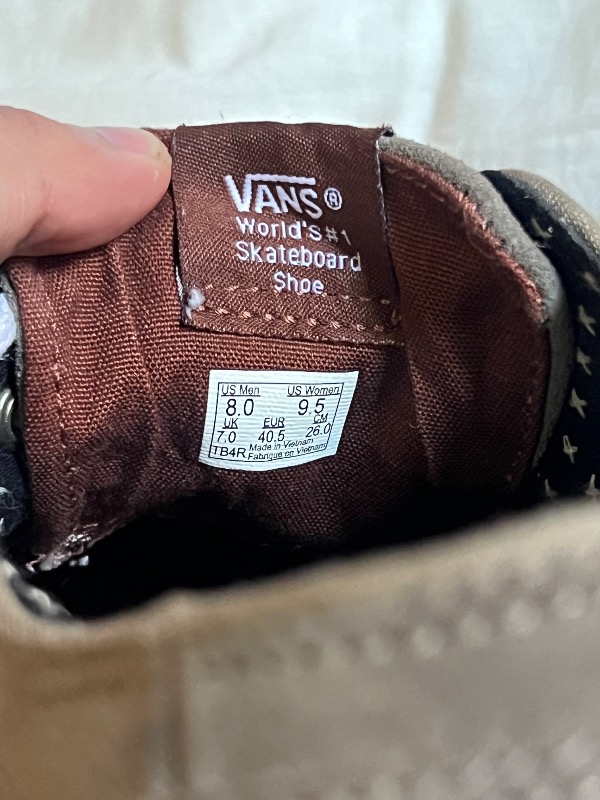 VANS®
World's #1
Skateboard
Shoe
US Men US Women
8.0 9.5
UK EUR CM
7.0 40.5 26.0
TB4R Made in Vietnam
Fabriqué en Vietnam